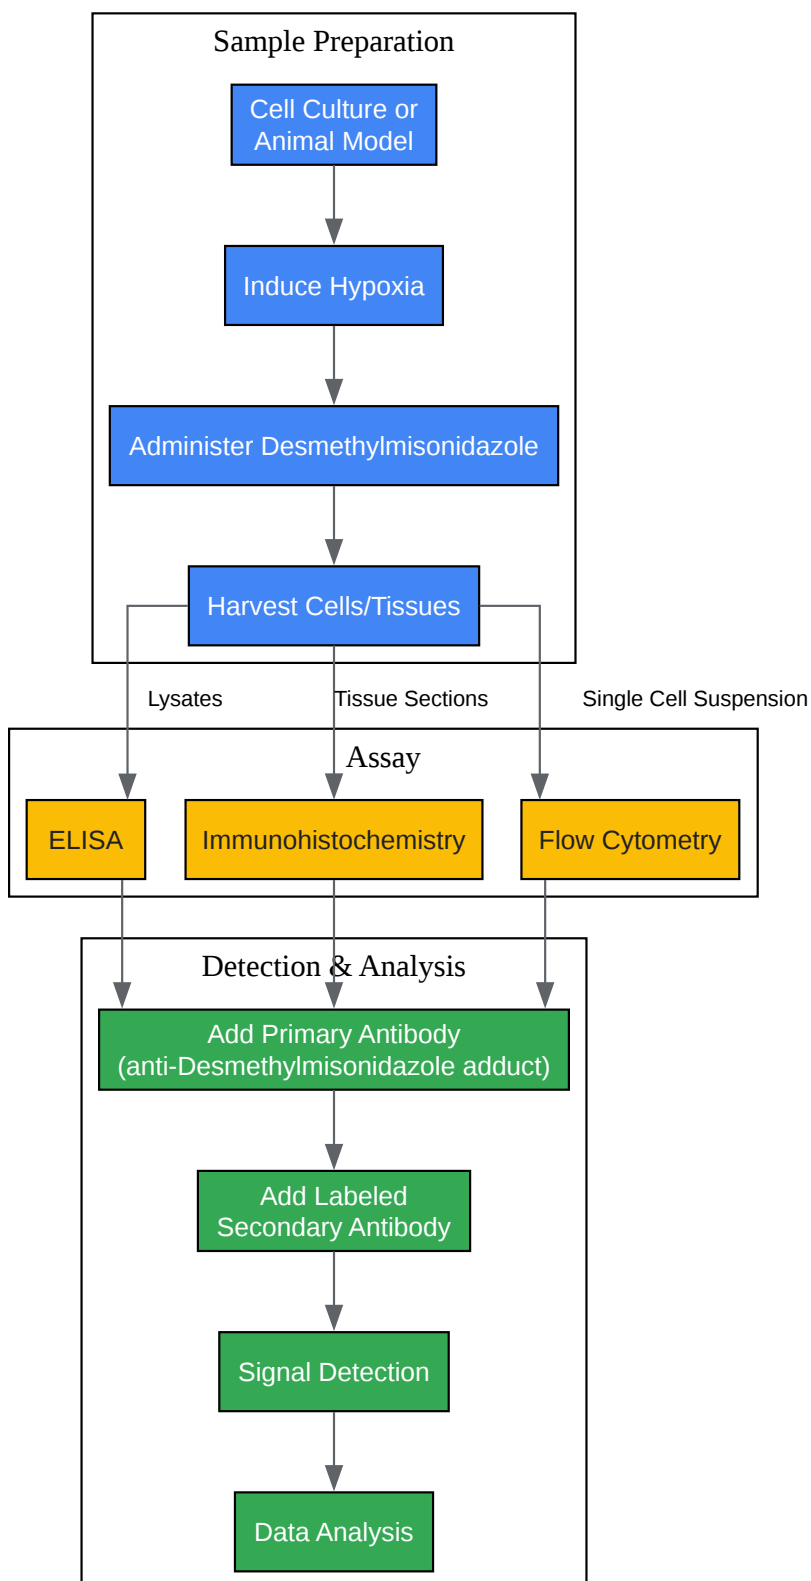 Sample Preparation
Cell Culture or
Animal Model
Induce Hypoxia
Administer Desmethylmisonidazole
Harvest Cells/Tissues
Lysates
Tissue Sections
Single Cell Suspension
Assay
ELISA
Immunohistochemistry
Flow Cytometry
Detection & Analysis
Add Primary Antibody
(anti-Desmethylmisonidazole adduct)
Add Labeled
Secondary Antibody
Signal Detection
Data Analysis